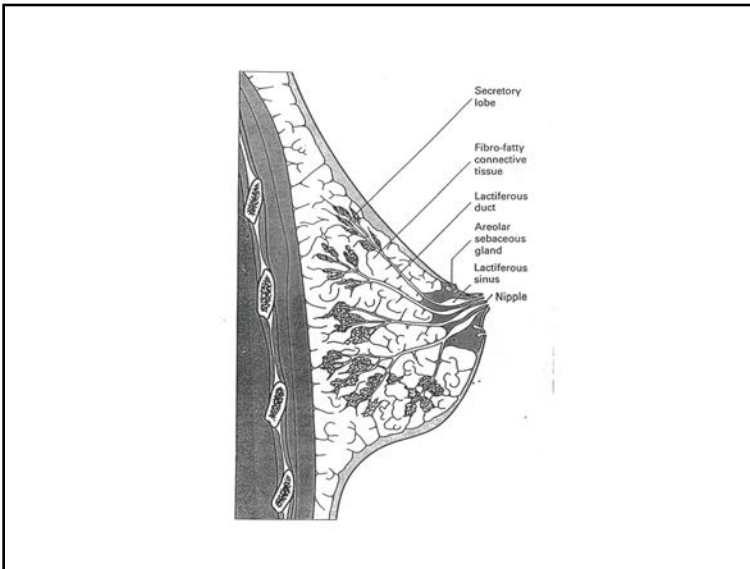 Secretory
lobe
Fibro-fatty
connective
tissue
Lactiferous
duct
Areolar
sebaceous
gland
Lactiferous
sinus
Nipple